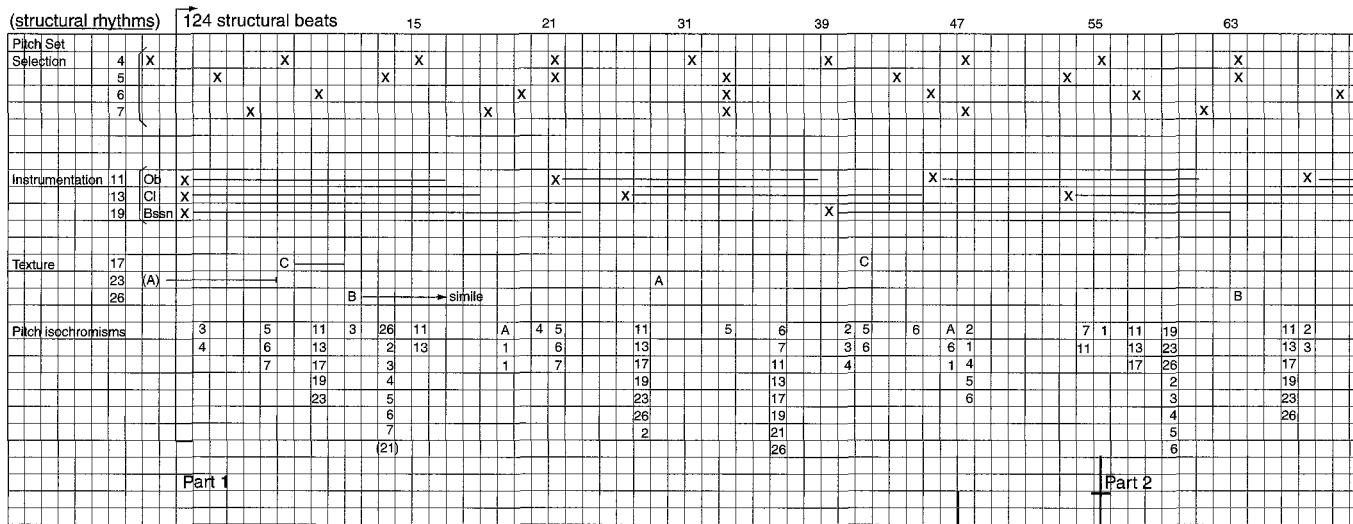 (structural rhythms) 124 structural beats 15 21 31 39 47 55 63
Pitch Set
Selection 4 X X X X X X X X X
5 X X X X X X X
6 X X X X X X
7 X X X X X
Instrumentation 11 Ob X X X X
13 Cl X X X
19 Bssn X X
Texture 17 C C
23 (A) A
26 B simile B
Pitch isochromisms 3 5 11 3 26 11 A 4 5 11 5 6 2 5 6 A 2 7 1 11 19 11 2
4 6 13 2 13 1 6 13 7 3 6 6 1 11 13 23 13 3
7 17 3 1 7 17 11 4 1 4 17 26 17
19 4 19 13 5 2 19
23 5 23 17 6 3 23
6 26 19 4 26
7 2 21 5
(21) 26 6
Part 1 Part 2